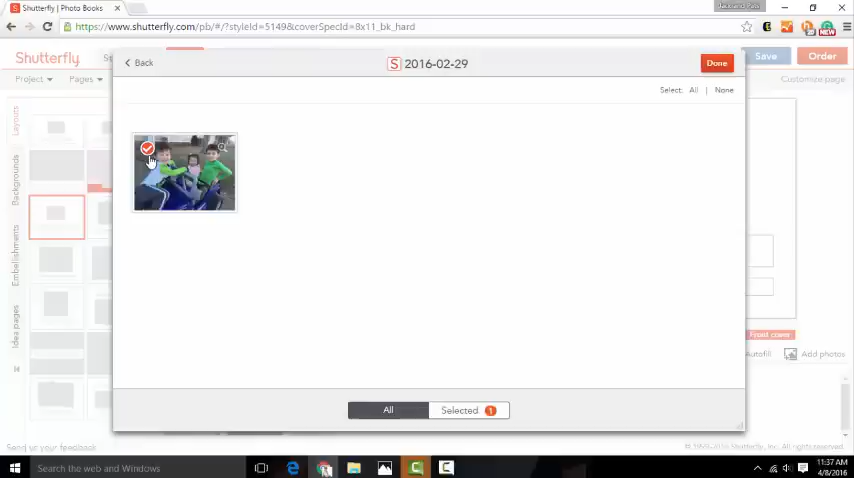 Shutterfly | Photo Books
https://www.shutterfly.com/pb/#/?styleId=5149&coverSpecId=8x11_bk_hard
NEW
Shutterfly
Save
Order
Project
Pages
Customize page
Back
S 2016-02-29
Done
Select: All | None
Layouts
Backgrounds
Embellishments
Idea pages
Front cover
Autofill
Add photos
All
Selected 1
Send us your feedback
Search the web and Windows
11:37 AM
4/8/2016